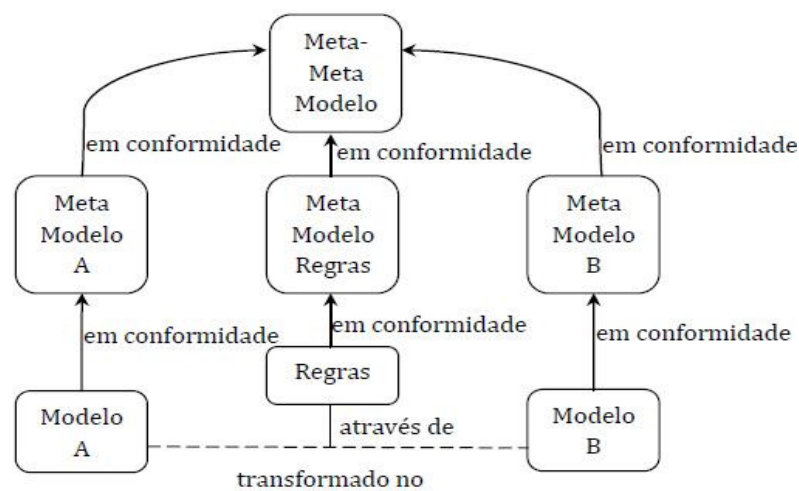 Meta-
Meta
Modelo
em conformidade
em conformidade
em conformidade
Meta
Modelo
A
Meta
Modelo
Regras
Meta
Modelo
B
em conformidade
em conformidade
em conformidade
Regras
Modelo
A
através de
Modelo
B
transformado no